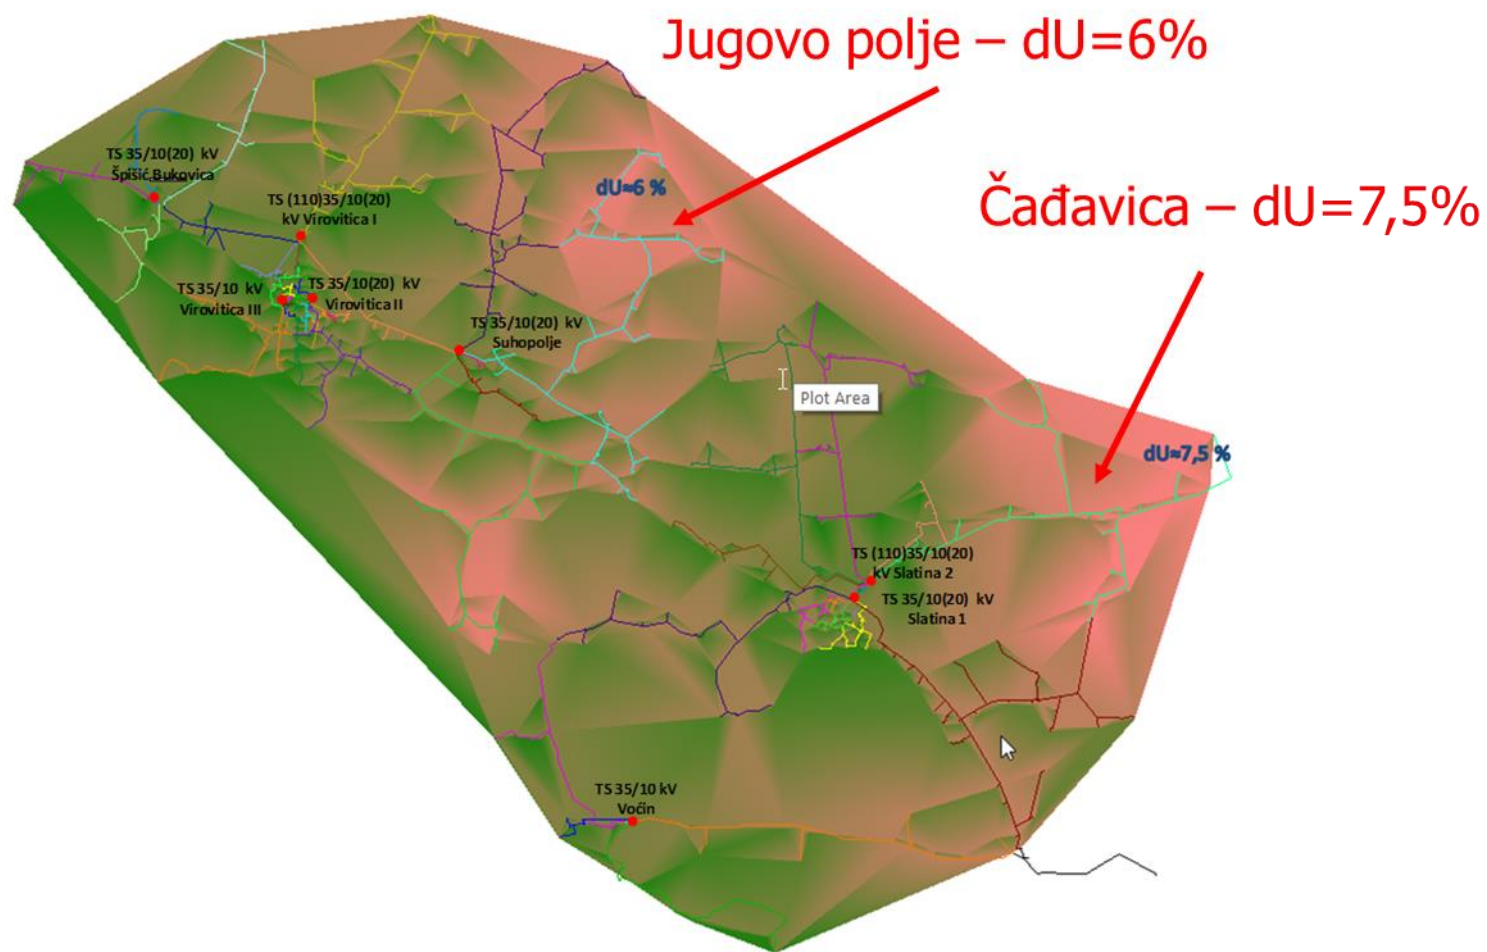 Jugovo polje – dU=6%
Čađavica – dU=7,5%
TS 35/10(20) kV
Špišić Bukovica
dU≈6 %
TS (110)35/10(20)
kV Virovitica I
TS 35/10 kV
Virovitica III
TS 35/10(20) kV
Virovitica II
TS 35/10(20) kV
Suhopolje
Plot Area
dU≈7,5 %
TS (110)35/10(20)
kV Slatina 2
TS 35/10(20) kV
Slatina 1
TS 35/10 kV
Voćin